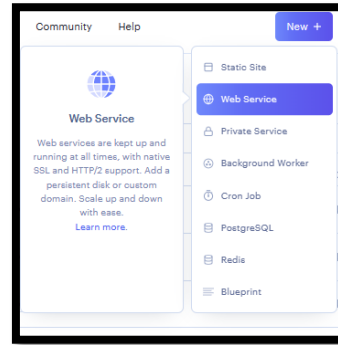 Community Help New +
Web Service
Web services are kept up and
running at all times, with native
SSL and HTTP/2 support. Add a
persistent disk or custom
domain. Scale up and down
with ease.
Learn more.
Static Site
Web Service
Private Service
Background Worker
Cron Job
PostgreSQL
Redis
Blueprint